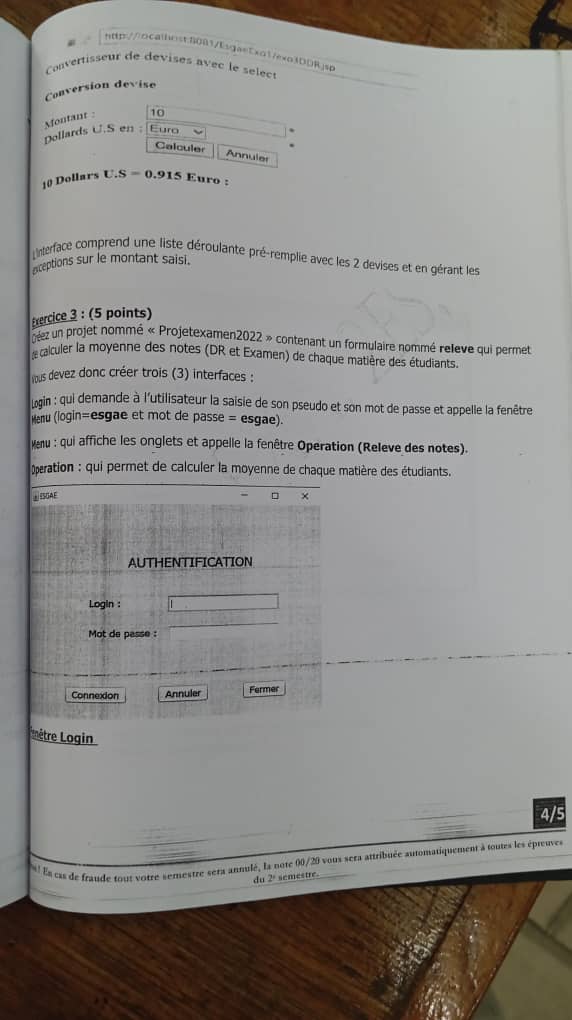 http://localhost:8081/EsgaeExo1/exo3DDR.jsp
Convertisseur de devises avec le select
Conversion devise
Montant :
10
Dollards U.S en :
Euro
Calculer
Annuler
10 Dollars U.S = 0.915 Euro :
L'interface comprend une liste déroulante pré-remplie avec les 2 devises et en gérant les
exceptions sur le montant saisi.
Exercice 3 : (5 points)
Créez un projet nommé « Projetexamen2022 » contenant un formulaire nommé releve qui permet
de calculer la moyenne des notes (DR et Examen) de chaque matière des étudiants.
Vous devez donc créer trois (3) interfaces :
Login : qui demande à l'utilisateur la saisie de son pseudo et son mot de passe et appelle la fenêtre
Menu (login=esgae et mot de passe = esgae).
Menu : qui affiche les onglets et appelle la fenêtre Operation (Releve des notes).
Operation : qui permet de calculer la moyenne de chaque matière des étudiants.
ESGAE
AUTHENTIFICATION
Login :
Mot de passe :
Connexion
Annuler
Fermer
Fenêtre Login
4/5
! En cas de fraude tout votre semestre sera annulé, la note 00/20 vous sera attribuée automatiquement à toutes les épreuves
du 2e semestre.